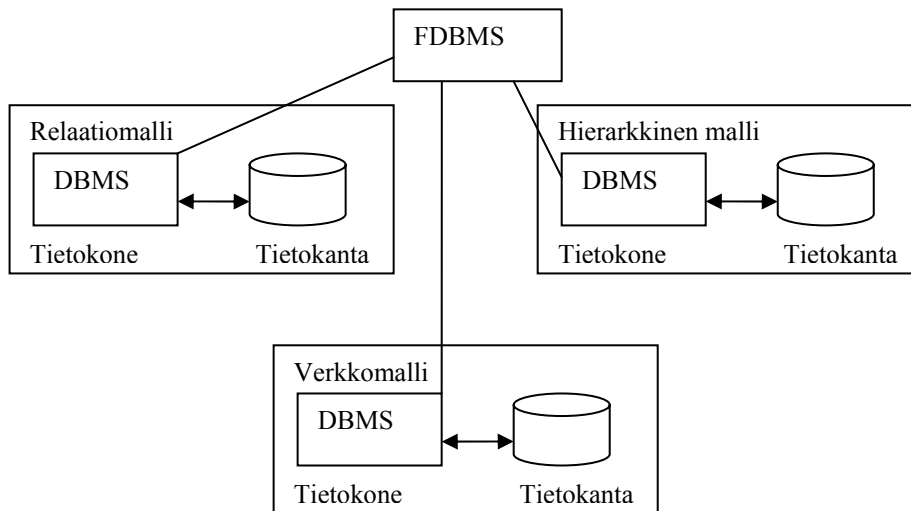 FDBMS
Relaatiomalli
DBMS
Tietokone Tietokanta
Hierarkkinen malli
DBMS
Tietokone Tietokanta
Verkkomalli
DBMS
Tietokone Tietokanta